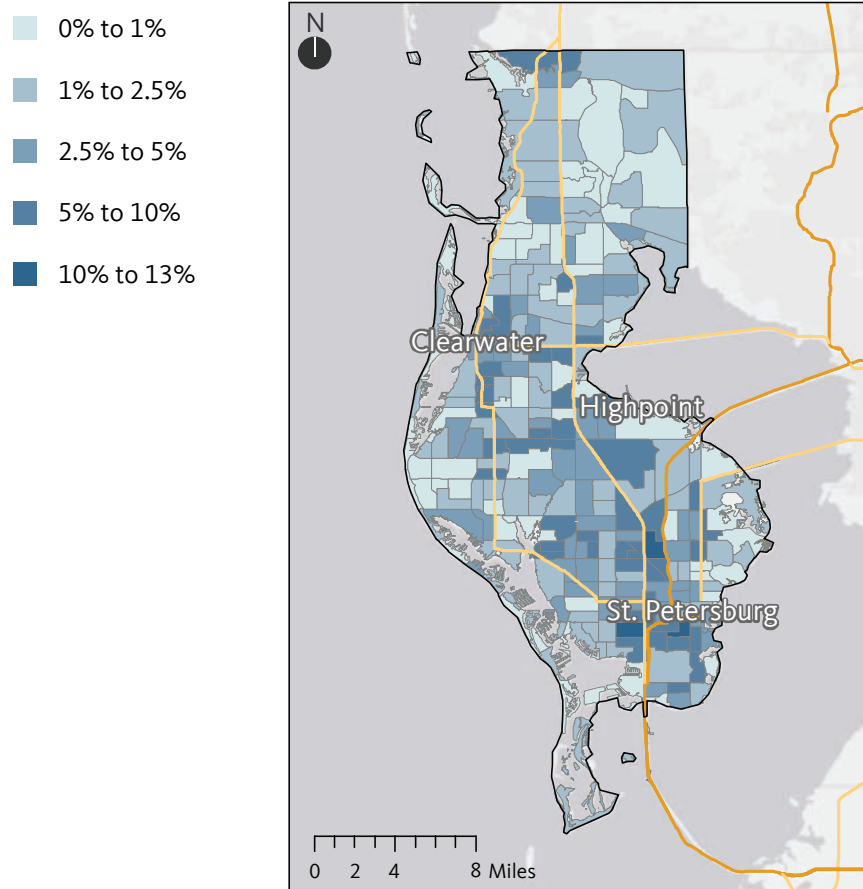 0% to 1%
1% to 2.5%
2.5% to 5%
5% to 10%
10% to 13%
N
Clearwater
Highpoint
St. Petersburg
0 2 4 8 Miles